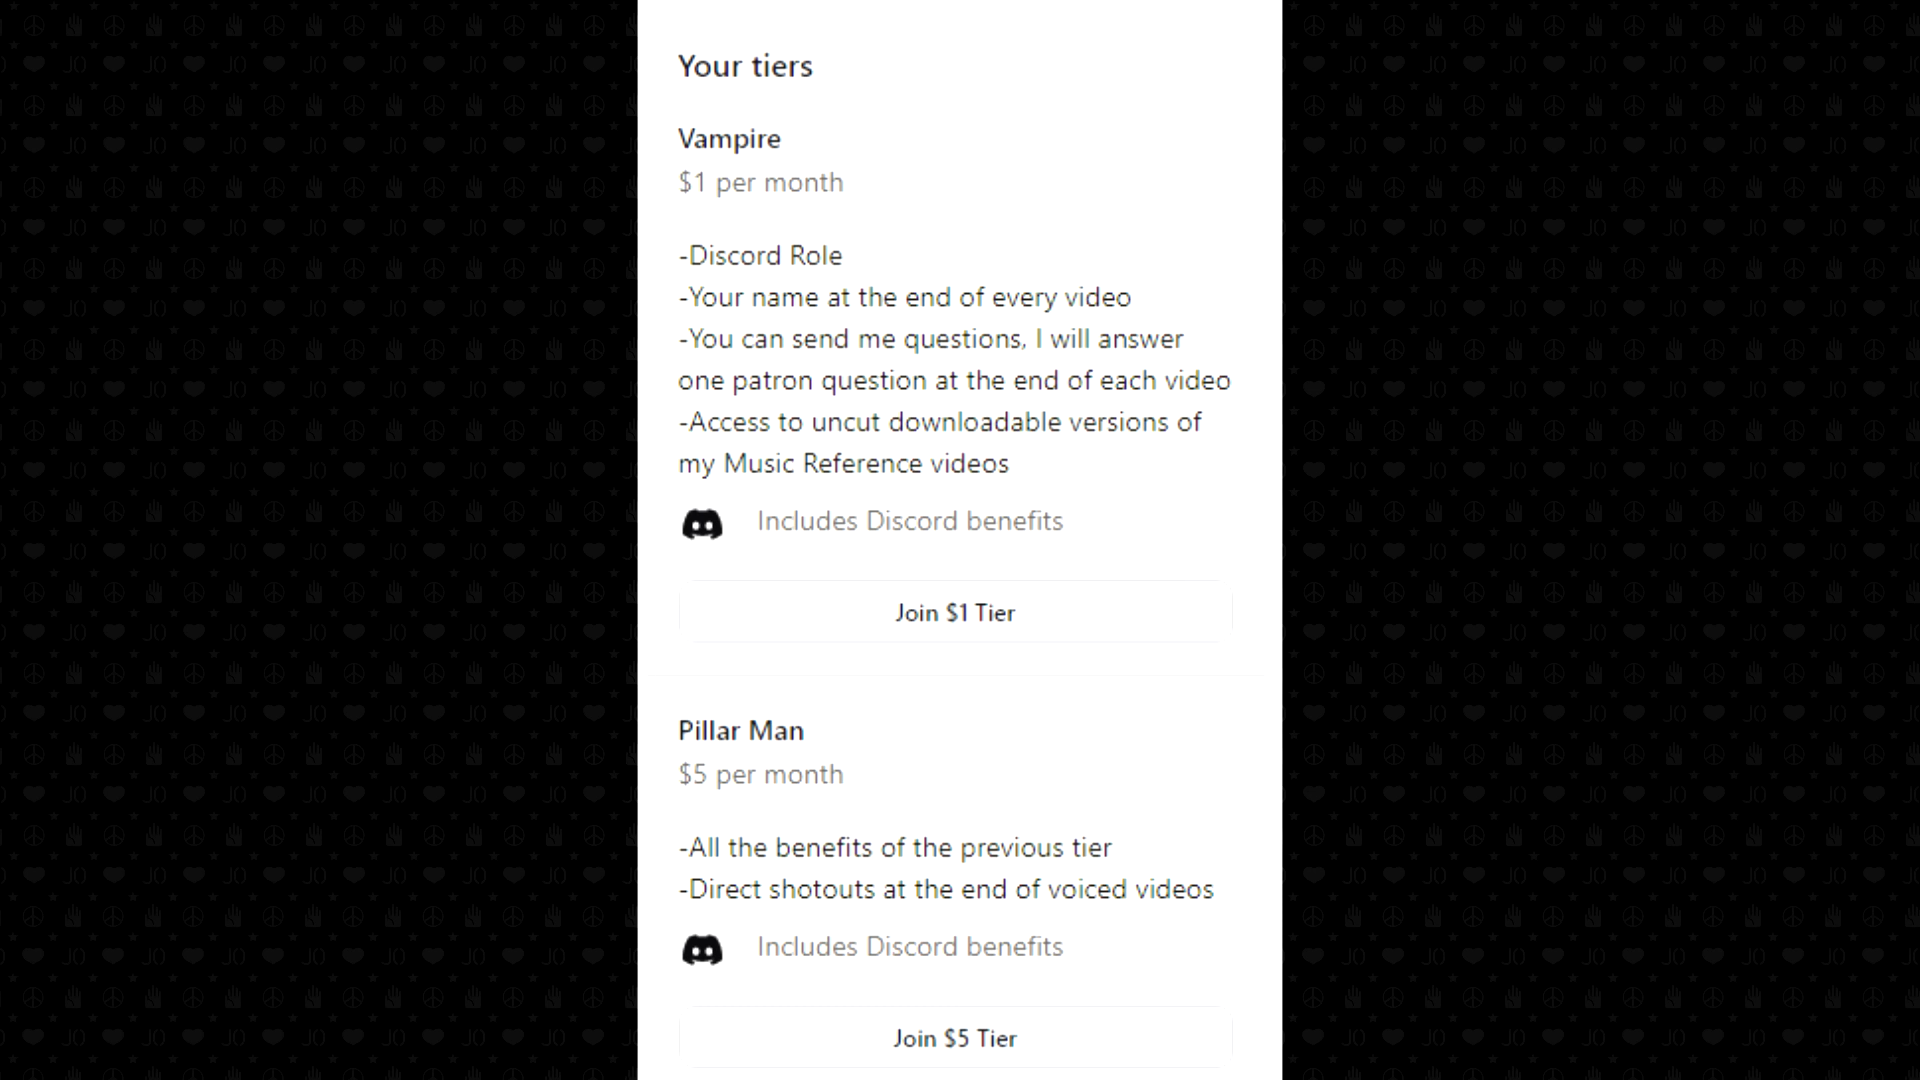 Your tiers
Vampire
$1 per month
-Discord Role
-Your name at the end of every video
-You can send me questions, I will answer
one patron question at the end of each video
-Access to uncut downloadable versions of
my Music Reference videos
Includes Discord benefits
Join $1 Tier
Pillar Man
$5 per month
-All the benefits of the previous tier
-Direct shotouts at the end of voiced videos
Includes Discord benefits
Join $5 Tier